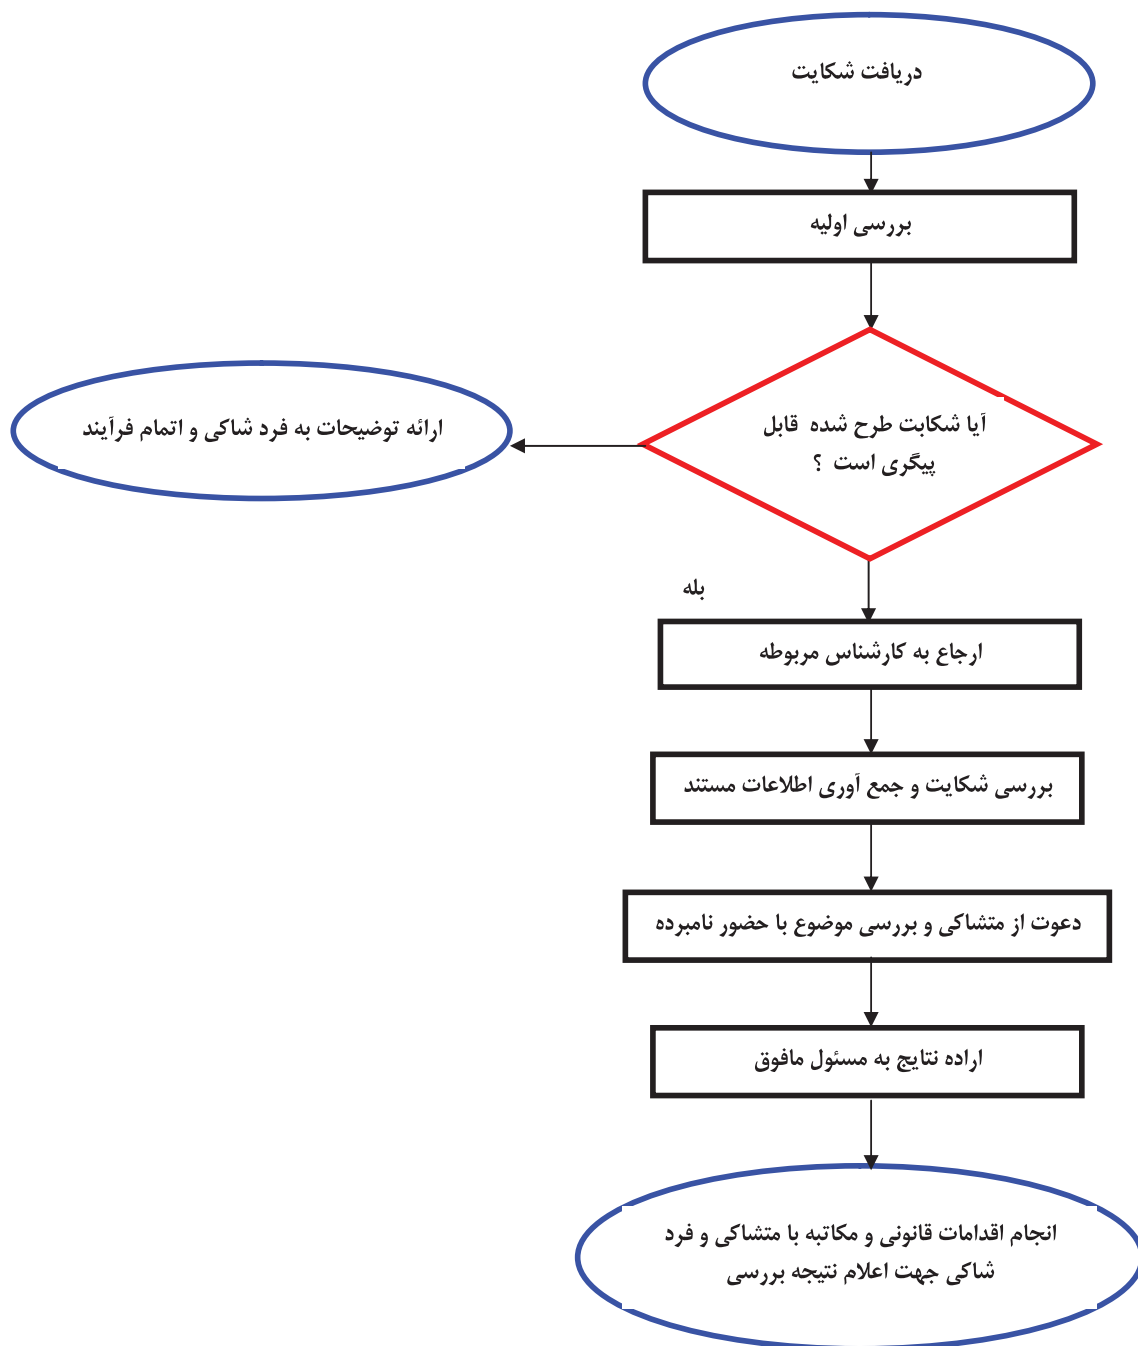 دریافت شکایت
بررسی اولیه
آیا شکابت طرح شده قابل
پیگری است ؟
ارائه توضیحات به فرد شاکی و اتمام فرآیند
بله
ارجاع به کارشناس مربوطه
بررسی شکایت و جمع آوری اطلاعات مستند
دعوت از متشاکی و بررسی موضوع با حضور نامبرده
اراده نتایج به مسئول مافوق
انجام اقدامات قانونی و مکاتبه با متشاکی و فرد
شاکی جهت اعلام نتیجه بررسی